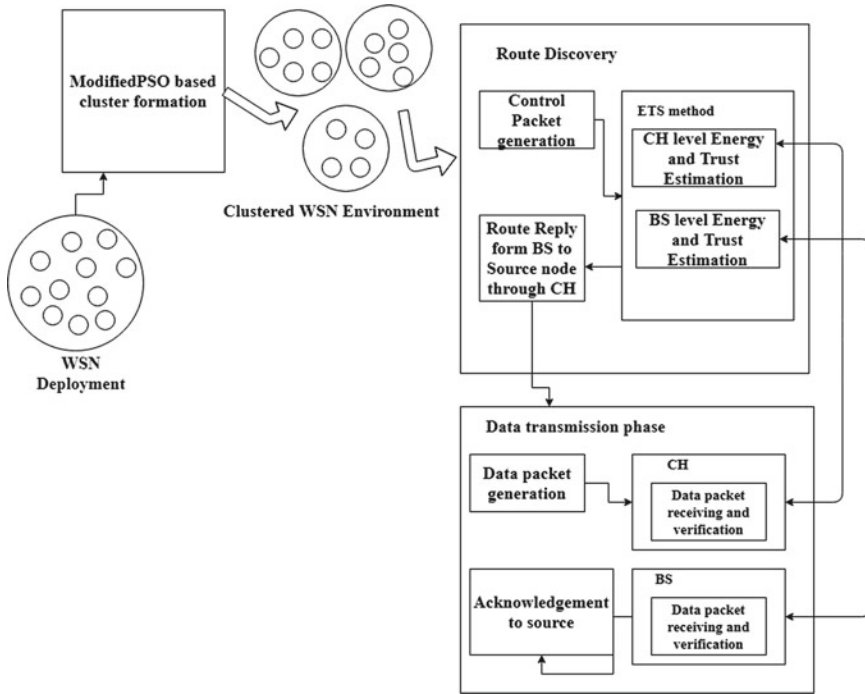 ModifiedPSO based
cluster formation
Clustered WSN Environment
WSN
Deployment
Route Discovery
Control
Packet
generation
ETS method
CH level Energy
and Trust
Estimation
BS level Energy
and Trust
Estimation
Route Reply
form BS to
Source node
through CH
Data transmission phase
Data packet
generation
CH
Data packet
receiving and
verification
Acknowledgement
to source
BS
Data packet
receiving and
verification